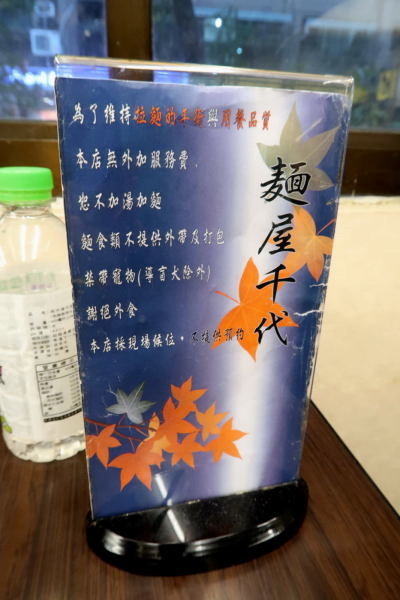 為了維持拉麵的平張與用餐品質
本店無外加服務費、
恕不加湯加麵
麵食類不提供外帶及打包
禁帶寵物(導盲犬除外)
謝絕外食
本店採現場候位，不提供預約
麵屋千代